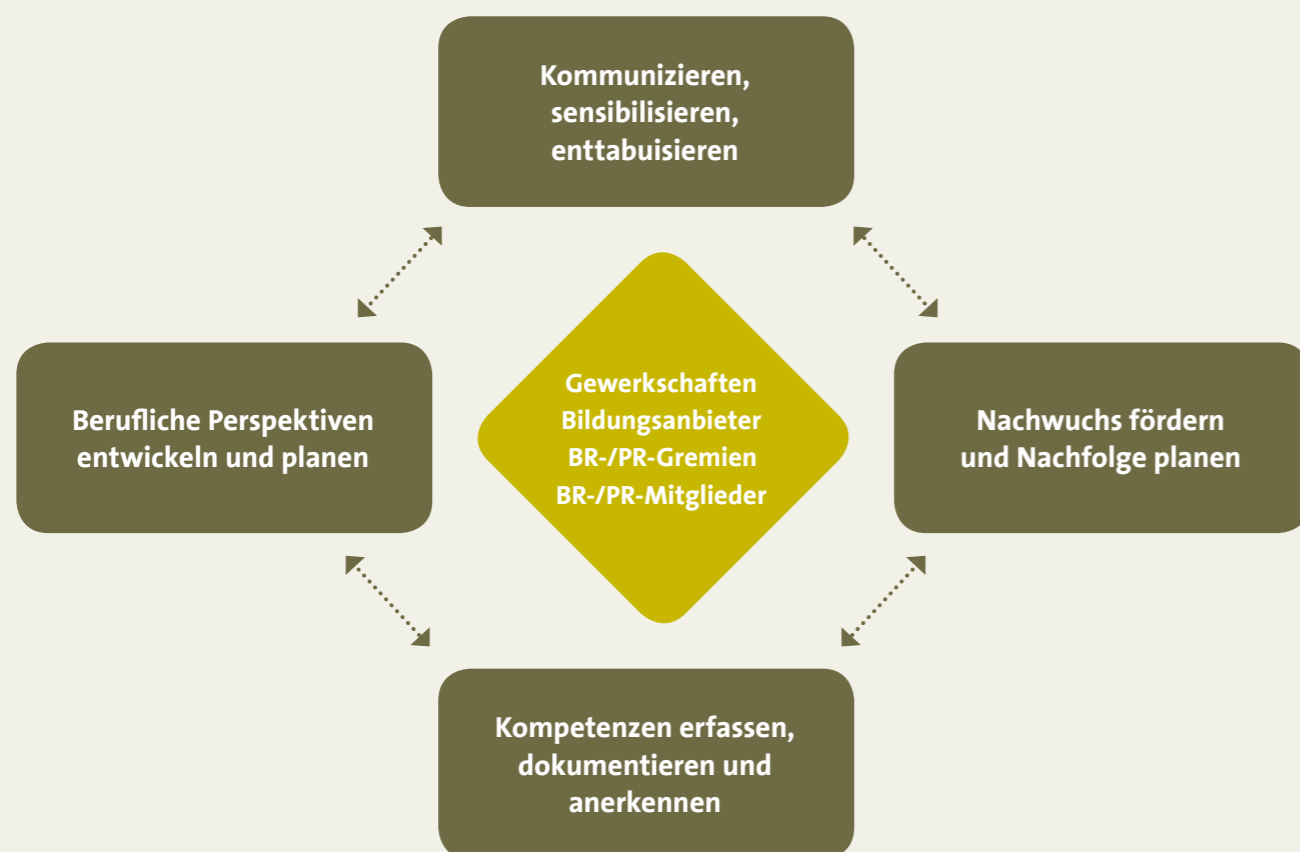 Kommunizieren,
sensibilisieren,
enttabuisieren
Berufliche Perspektiven
entwickeln und planen
Gewerkschaften
Bildungsanbieter
BR-/PR-Gremien
BR-/PR-Mitglieder
Nachwuchs fördern
und Nachfolge planen
Kompetenzen erfassen,
dokumentieren und
anerkennen